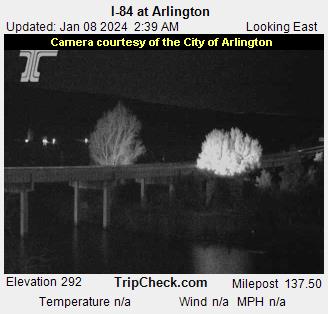 I-84 at Arlington
Updated: Jan 08 2024 2:39 AM Looking East
Camera courtesy of the City of Arlington
Elevation 292 TripCheck.com Milepost 137.50
Temperature n/a Wind n/a MPH n/a